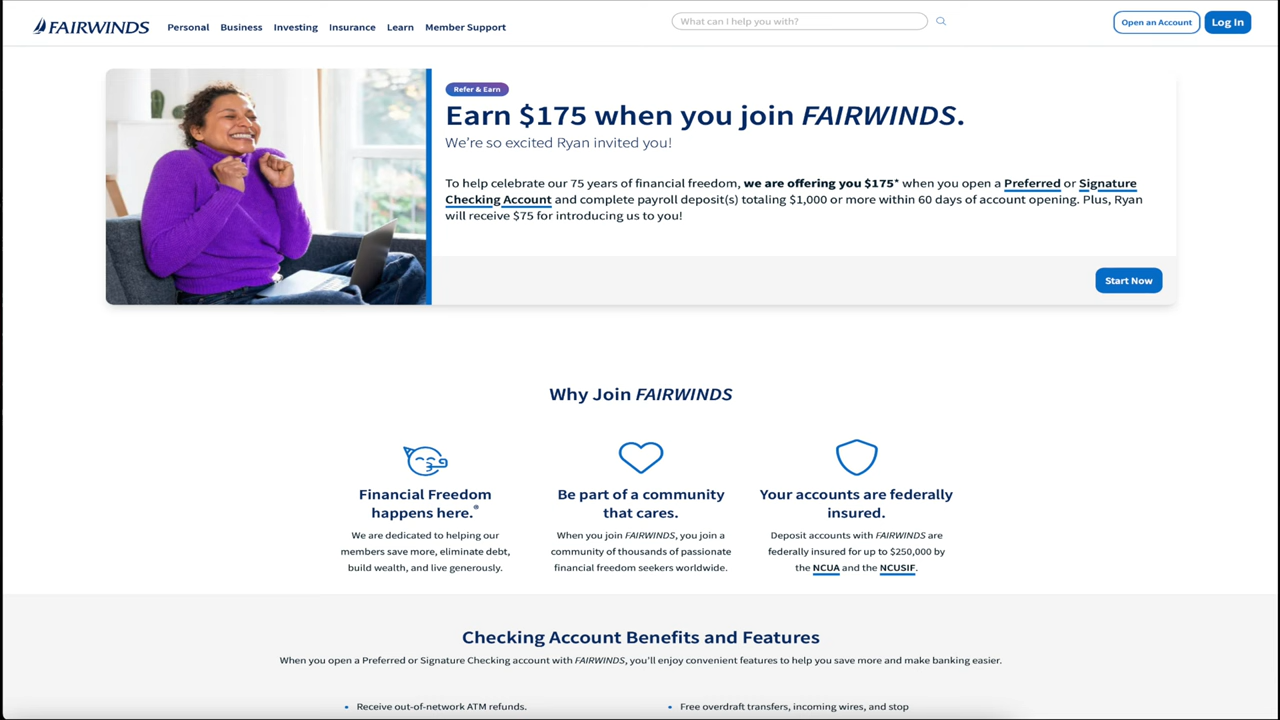 FAIRWINDS
Personal Business Investing Insurance Learn Member Support
What can I help you with?
Open an Account
Log In
Refer & Earn
Earn $175 when you join FAIRWINDS.
We're so excited Ryan invited you!
To help celebrate our 75 years of financial freedom, we are offering you $175* when you open a Preferred or Signature
Checking Account and complete payroll deposit(s) totaling $1,000 or more within 60 days of account opening. Plus, Ryan
will receive $75 for introducing us to you!
Start Now
Why Join FAIRWINDS
Financial Freedom
happens here.®
We are dedicated to helping our
members save more, eliminate debt,
build wealth, and live generously.
Be part of a community
that cares.
When you join FAIRWINDS, you join a
community of thousands of passionate
financial freedom seekers worldwide.
Your accounts are federally
insured.
Deposit accounts with FAIRWINDS are
federally insured for up to $250,000 by
the NCUA and the NCUSIF.
Checking Account Benefits and Features
When you open a Preferred or Signature Checking account with FAIRWINDS, you'll enjoy convenient features to help you save more and make banking easier.
• Receive out-of-network ATM refunds.
• Free overdraft transfers, incoming wires, and stop